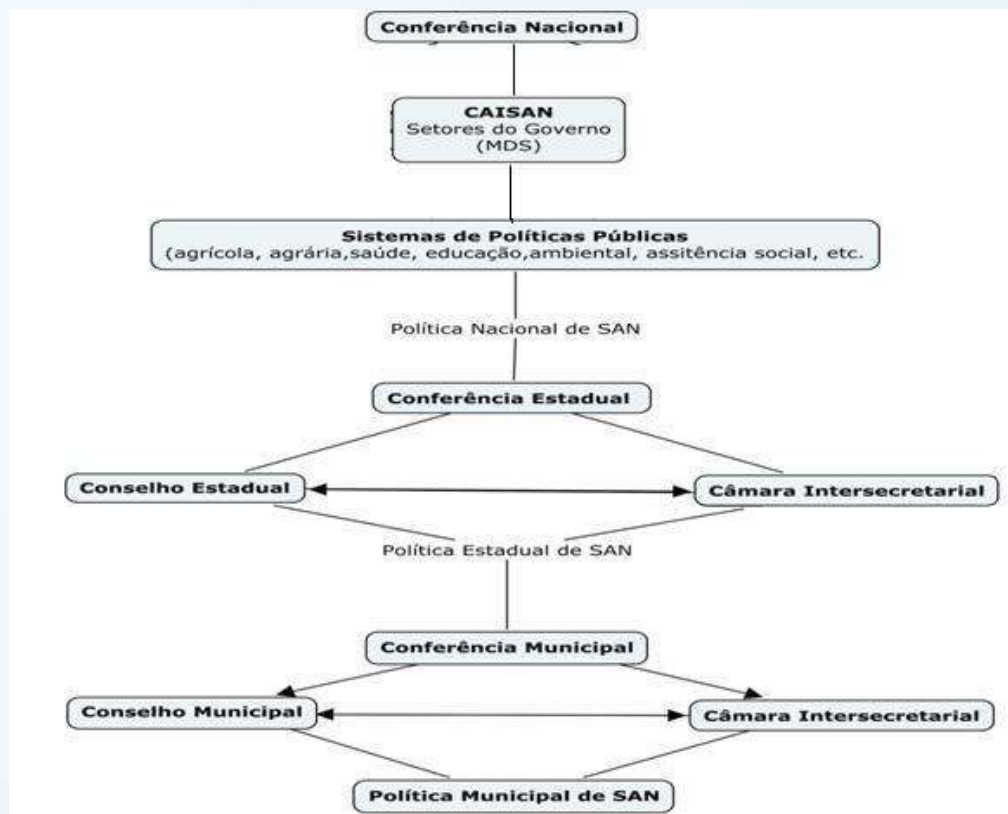 Conferência Nacional
CAISAN
Setores do Governo
(MDS)
Sistemas de Políticas Públicas
(agrícola, agrária,saúde, educação,ambiental, assitência social, etc.
Política Nacional de SAN
Conferência Estadual
Conselho Estadual
Câmara Intersecretarial
Política Estadual de SAN
Conferência Municipal
Conselho Municipal
Câmara Intersecretarial
Política Municipal de SAN